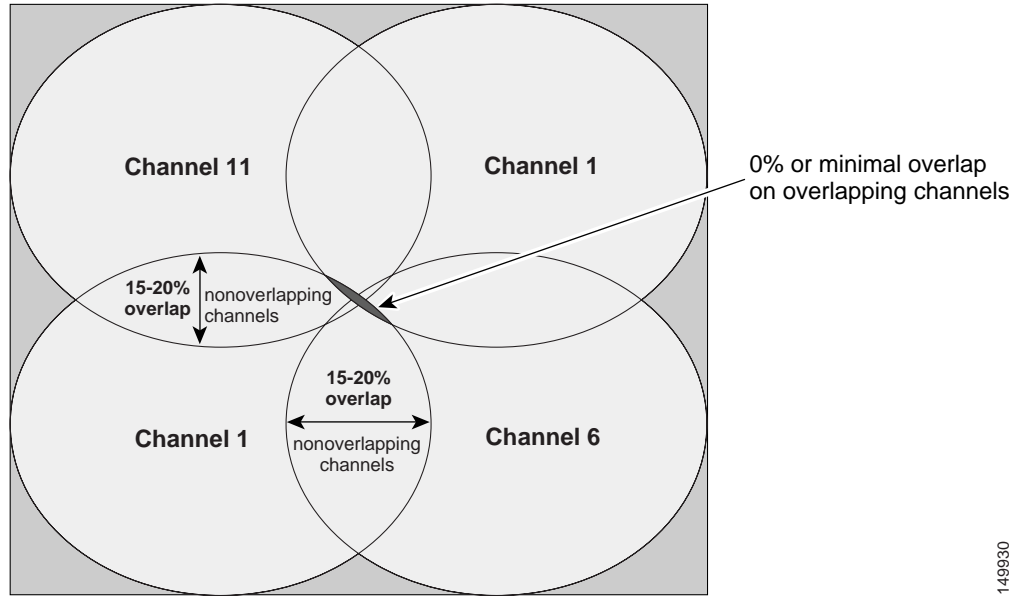 Channel 11
Channel 1
0% or minimal overlap
on overlapping channels
15-20%
overlap
nonoverlapping
channels
15-20%
overlap
nonoverlapping
channels
Channel 1
Channel 6
149930